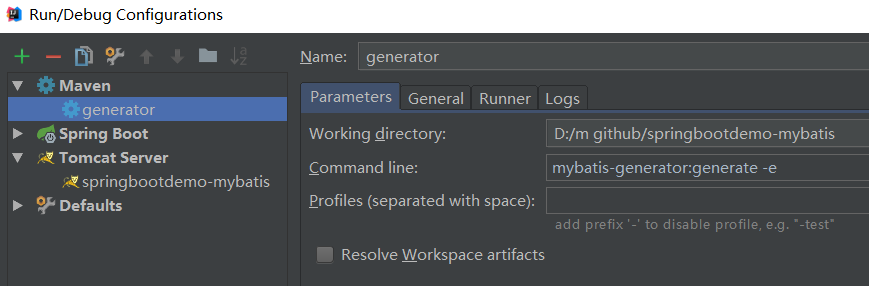 Run/Debug Configurations
Name: generator
Maven
generator
Spring Boot
Tomcat Server
springbootdemo-mybatis
Defaults
Parameters General Runner Logs
Working directory: D:/m github/springbootdemo-mybatis
Command line: mybatis-generator:generate -e
Profiles (separated with space):
add prefix '-' to disable profile, e.g. "-test"
Resolve Workspace artifacts